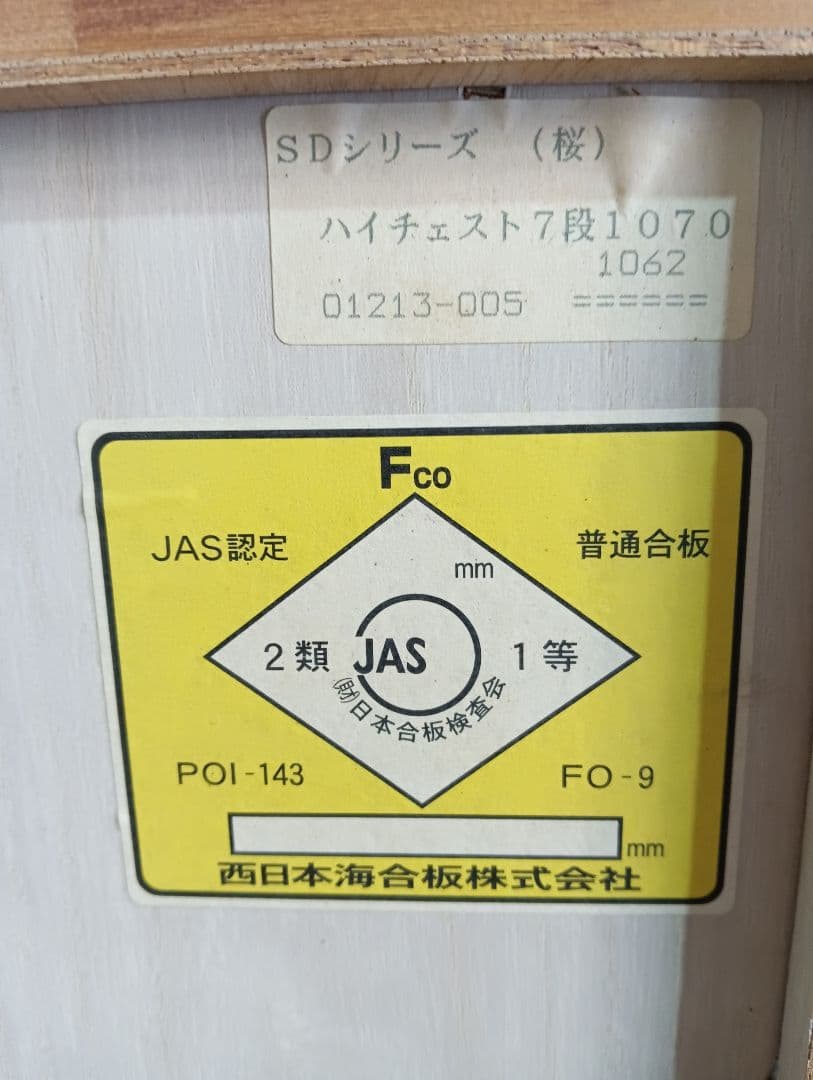 SDシリーズ (桜)
ハイチェスト7段1070
1062
01213-005 ======
Fco
JAS認定
普通合板
mm
2類 JAS 1等
(財)日本合板検査会
POI-143
FO-9
mm
西日本海合板株式会社